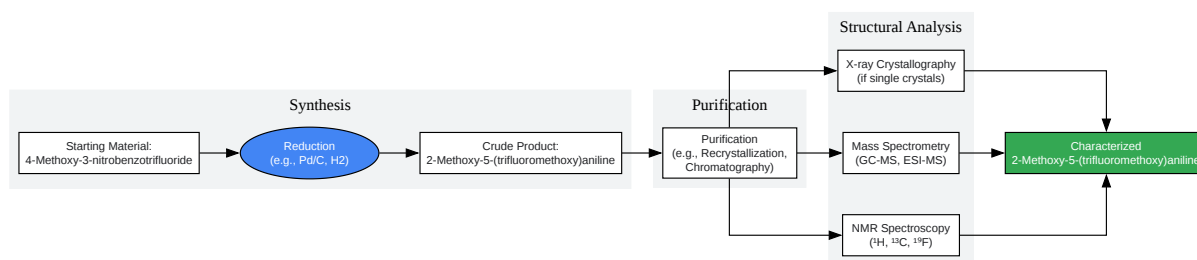 Structural Analysis
X-ray Crystallography
(if single crystals)
Synthesis
Purification
Starting Material:
4-Methoxy-3-nitrobenzotrifluoride
Reduction
(e.g., Pd/C, H2)
Crude Product:
2-Methoxy-5-(trifluoromethoxy)aniline
Purification
(e.g., Recrystallization,
Chromatography)
Mass Spectrometry
(GC-MS, ESI-MS)
Characterized
2-Methoxy-5-(trifluoromethoxy)aniline
NMR Spectroscopy
(¹H, ¹³C, ¹⁹F)